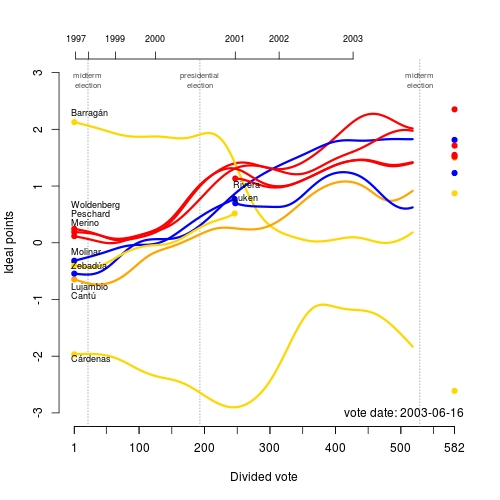 1997 1999 2000 2001 2002 2003
midterm
election
presidential
election
midterm
election
3
2
1
0
-1
-2
-3
Ideal points
Barragán
Woldenberg
Peschard
Merino
Molinar
Zebadúa
Lujambio
Cantú
Cárdenas
Rivera
Luken
vote date: 2003-06-16
1 100 200 300 400 500 582
Divided vote